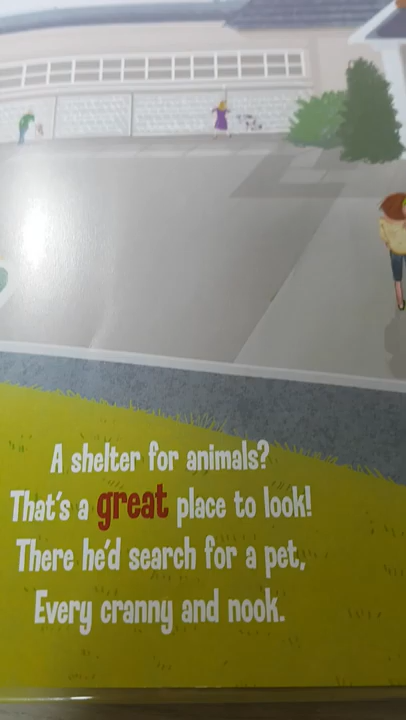 A shelter for animals?
That's a great place to look!
There he'd search for a pet,
Every cranny and nook.